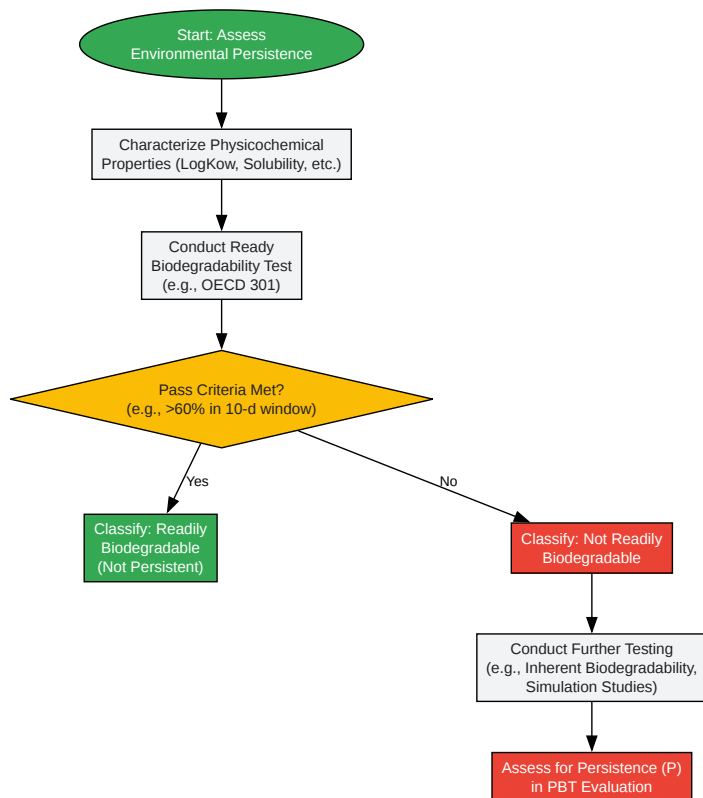 Start: Assess
Environmental Persistence
Characterize Physicochemical
Properties (LogKow, Solubility, etc.)
Conduct Ready
Biodegradability Test
(e.g., OECD 301)
Pass Criteria Met?
(e.g., >60% in 10-d window)
Yes
No
Classify: Readily
Biodegradable
(Not Persistent)
Classify: Not Readily
Biodegradable
Conduct Further Testing
(e.g., Inherent Biodegradability,
Simulation Studies)
Assess for Persistence (P)
in PBT Evaluation